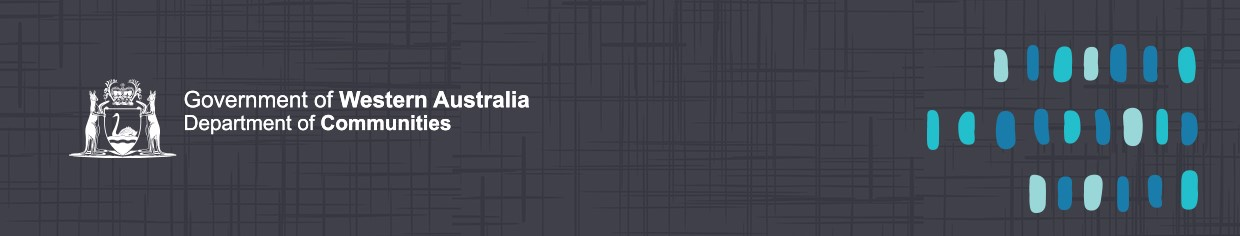 Government of Western Australia
Department of Communities